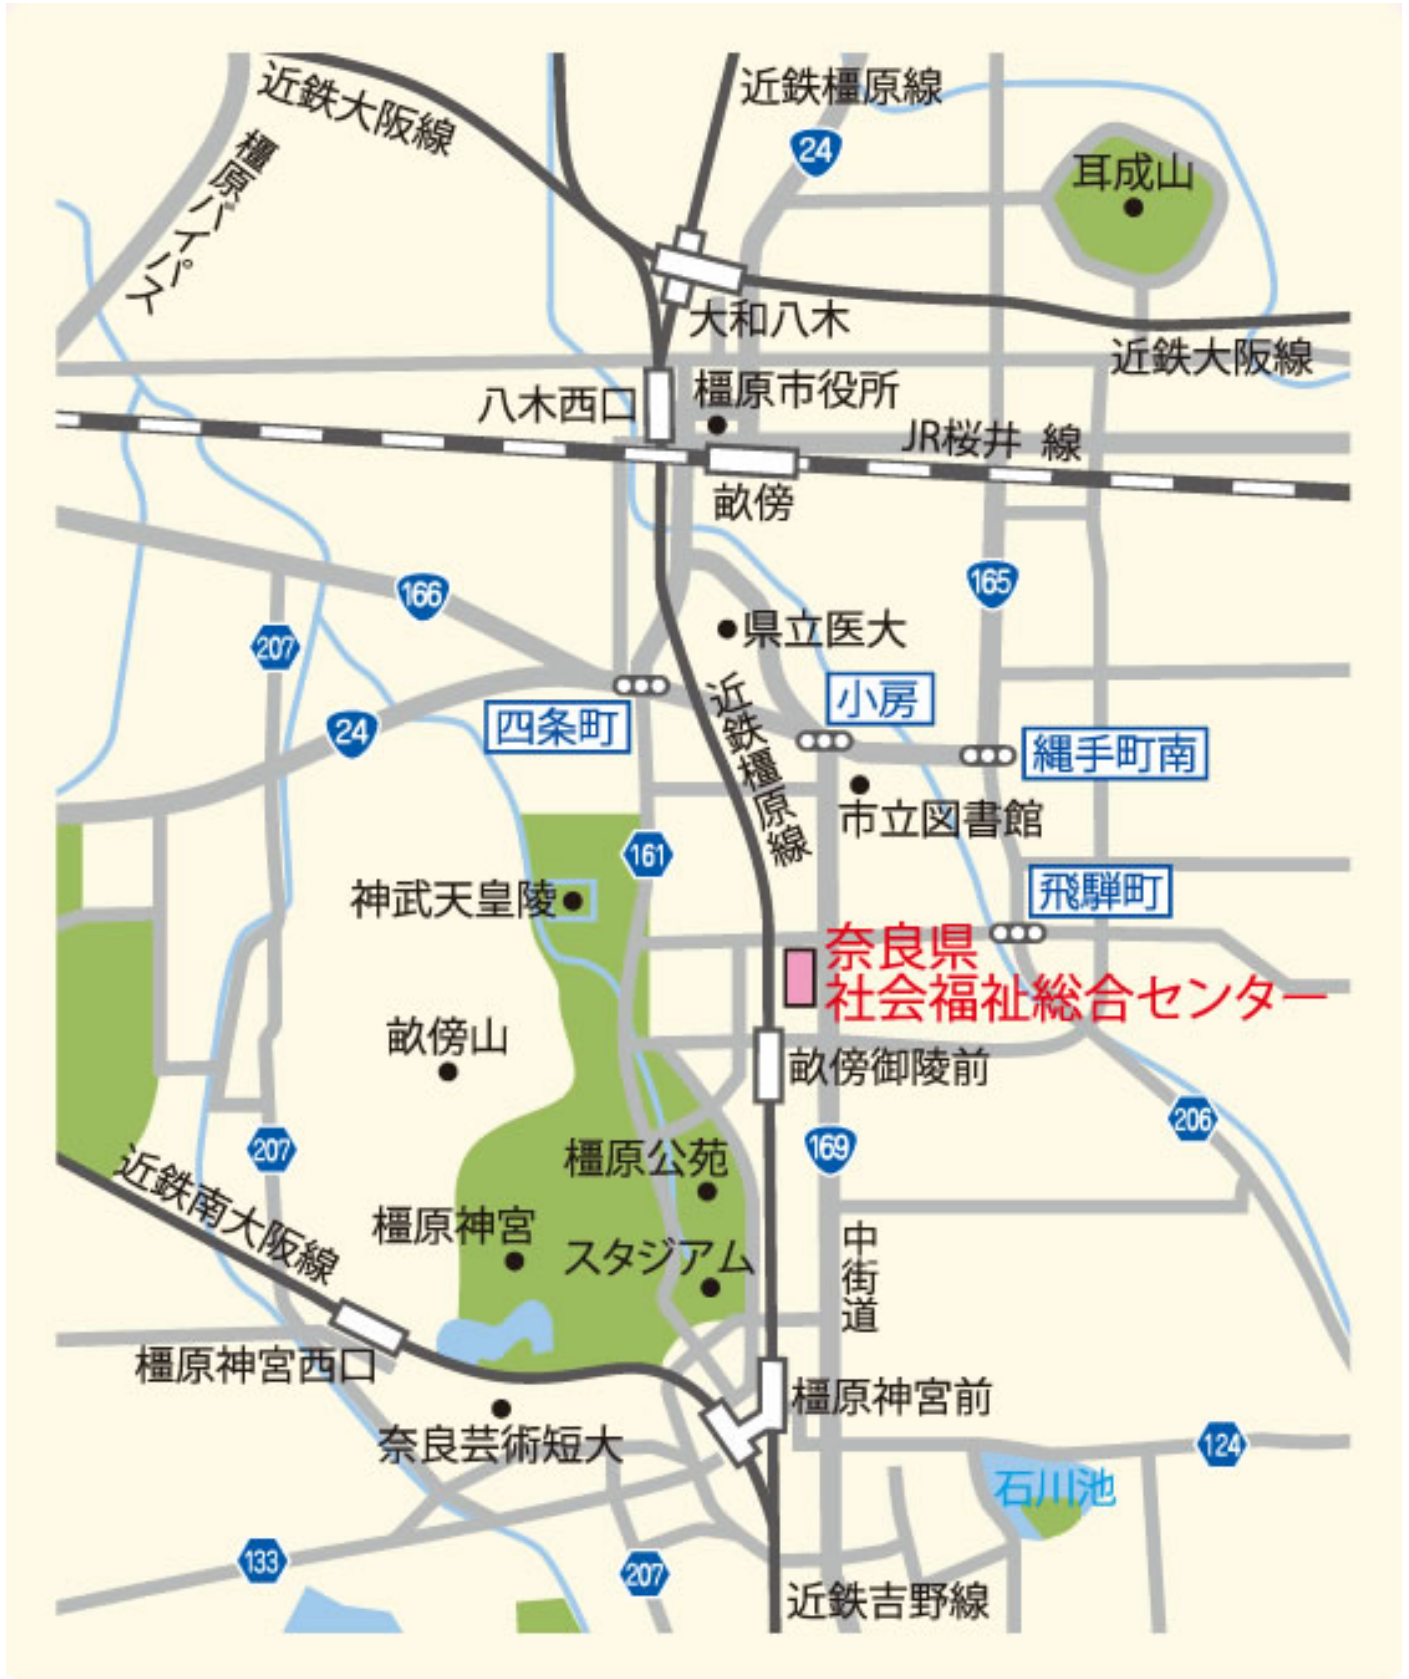 近鉄大阪線
近鉄橿原線
24
橿原バイパス
耳成山
大和八木
近鉄大阪線
八木西口
橿原市役所
JR桜井 線
畝傍
166
165
207
県立医大
近鉄橿原線
小房
24
四条町
縄手町南
市立図書館
161
神武天皇陵
飛騨町
奈良県
社会福祉総合センター
畝傍山
畝傍御陵前
206
207
169
近鉄南大阪線
橿原公苑
橿原神宮
スタジアム
中街道
橿原神宮西口
橿原神宮前
奈良芸術短大
124
石川池
133
207
近鉄吉野線